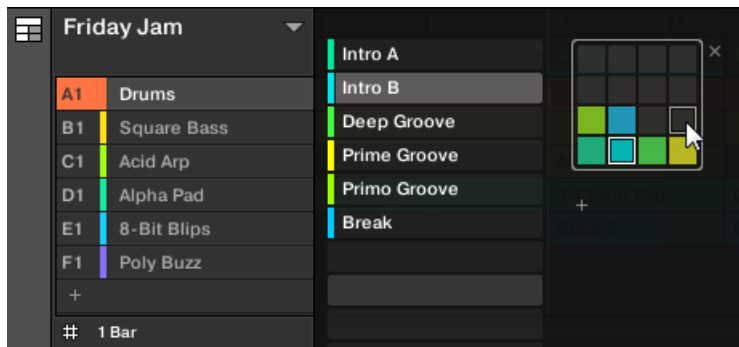 Friday Jam
A1 Drums
B1 Square Bass
C1 Acid Arp
D1 Alpha Pad
E1 8-Bit Blips
F1 Poly Buzz
+
1 Bar
Intro A
Intro B
Deep Groove
Prime Groove
Primo Groove
Break
+